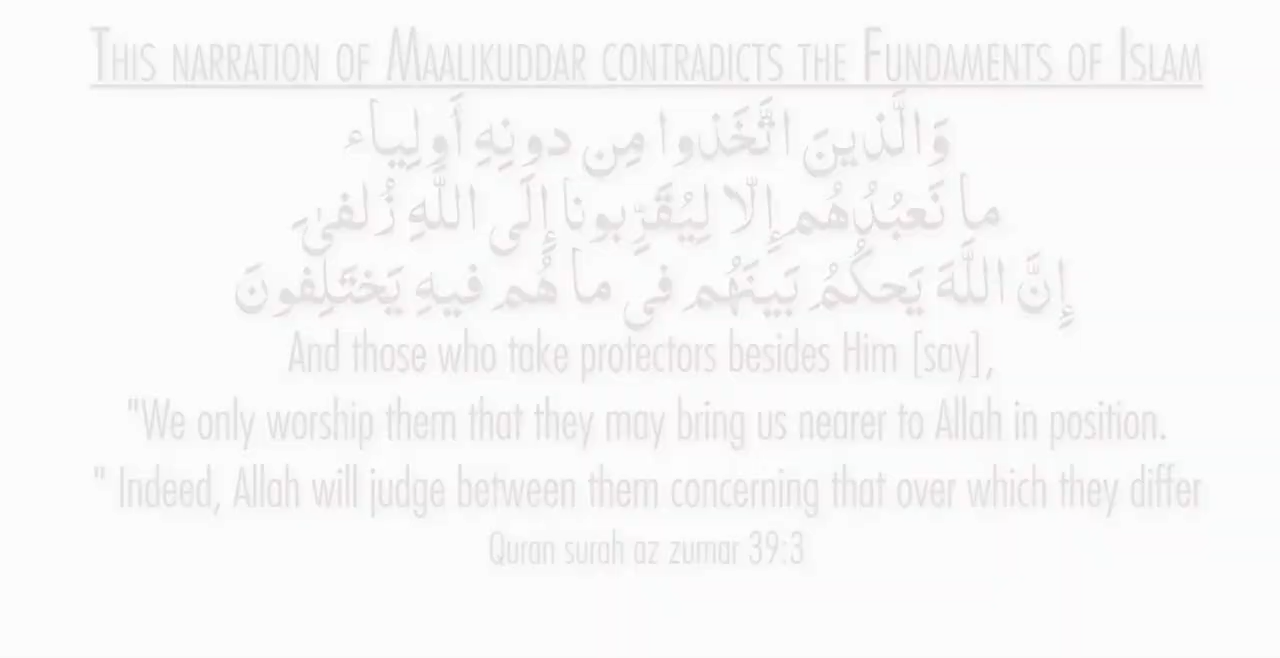 THIS NARRATION OF MAALIKUDDAR CONTRADICTS THE FUNDAMENTS OF ISLAM
وَالَّذينَ اتَّخَذوا مِن دونِهِ أَولِياء
ما نَعبُدُهُم إِلّا لِيُقَرِّبونا إِلَى اللَّهِ زُلفىٰ
إِنَّ اللَّهَ يَحكُمُ بَينَهُم في ما هُم فيهِ يَختَلِفونَ
And those who take protectors besides Him [say],
"We only worship them that they may bring us nearer to Allah in position.
" Indeed, Allah will judge between them concerning that over which they differ
Quran surah az zumar 39:3